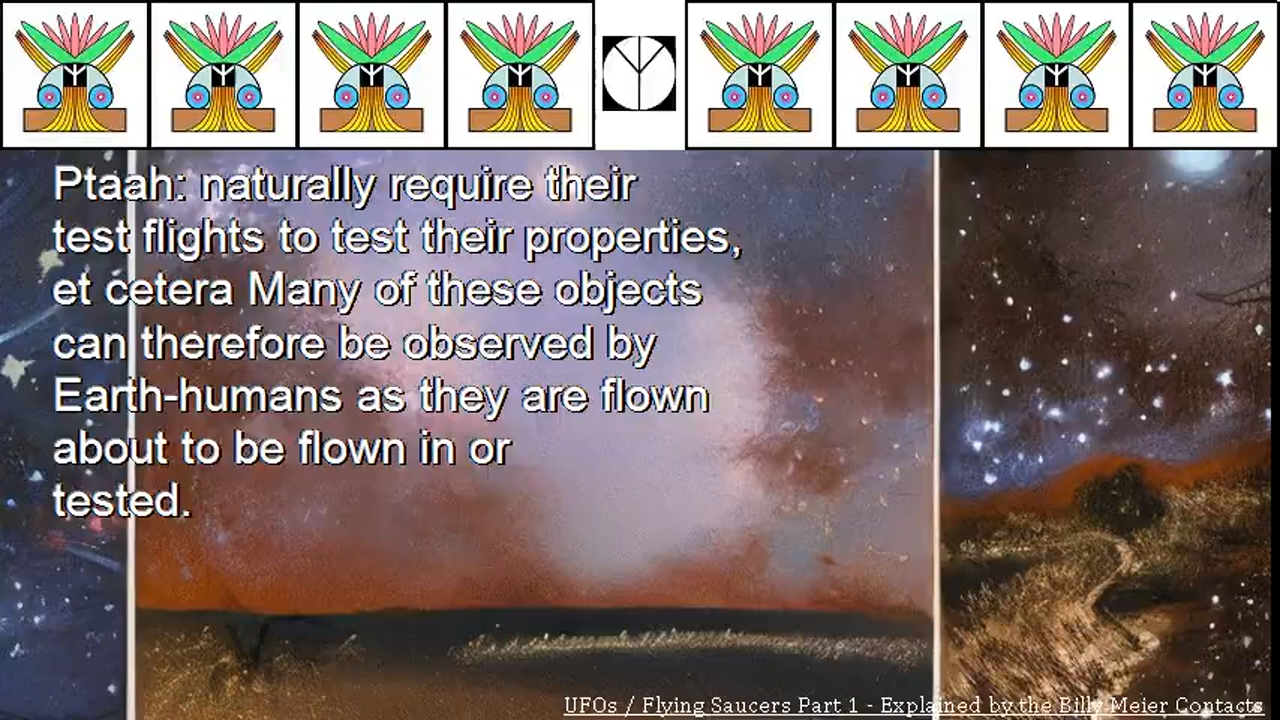 Ptaah: naturally require their
test flights to test their properties,
et cetera Many of these objects
can therefore be observed by
Earth-humans as they are flown
about to be flown in or
tested.
UFOs / Flying Saucers Part 1 - Explained by the Billy Meier Contacts